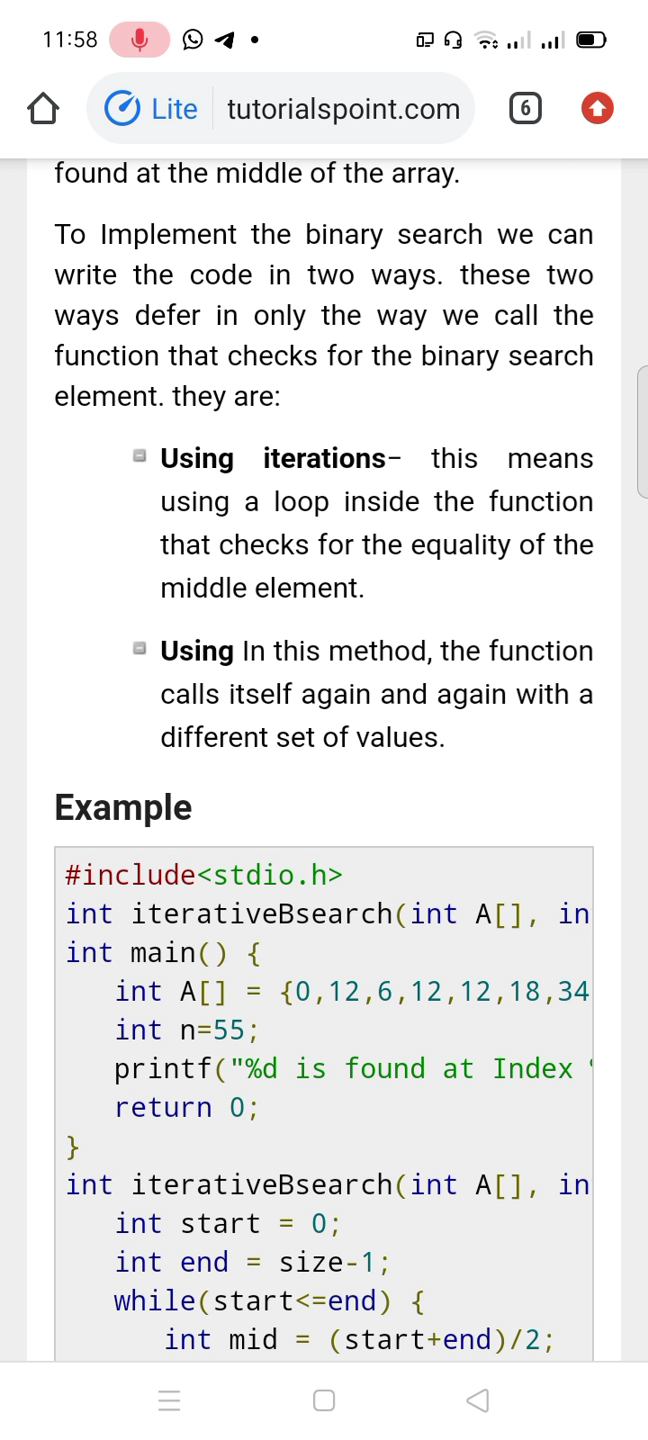 11:58
Lite
tutorialspoint.com
6
found at the middle of the array.
To Implement the binary search we can
write the code in two ways. these two
ways defer in only the way we call the
function that checks for the binary search
element. they are:
Using iterations− this means
using a loop inside the function
that checks for the equality of the
middle element.
Using In this method, the function
calls itself again and again with a
different set of values.
Example
#include<stdio.h>
int iterativeBsearch(int A[], in
int main() {
   int A[] = {0,12,6,12,12,18,34
   int n=55;
   printf("%d is found at Index
   return 0;
}
int iterativeBsearch(int A[], in
   int start = 0;
   int end = size-1;
   while(start<=end) {
      int mid = (start+end)/2;